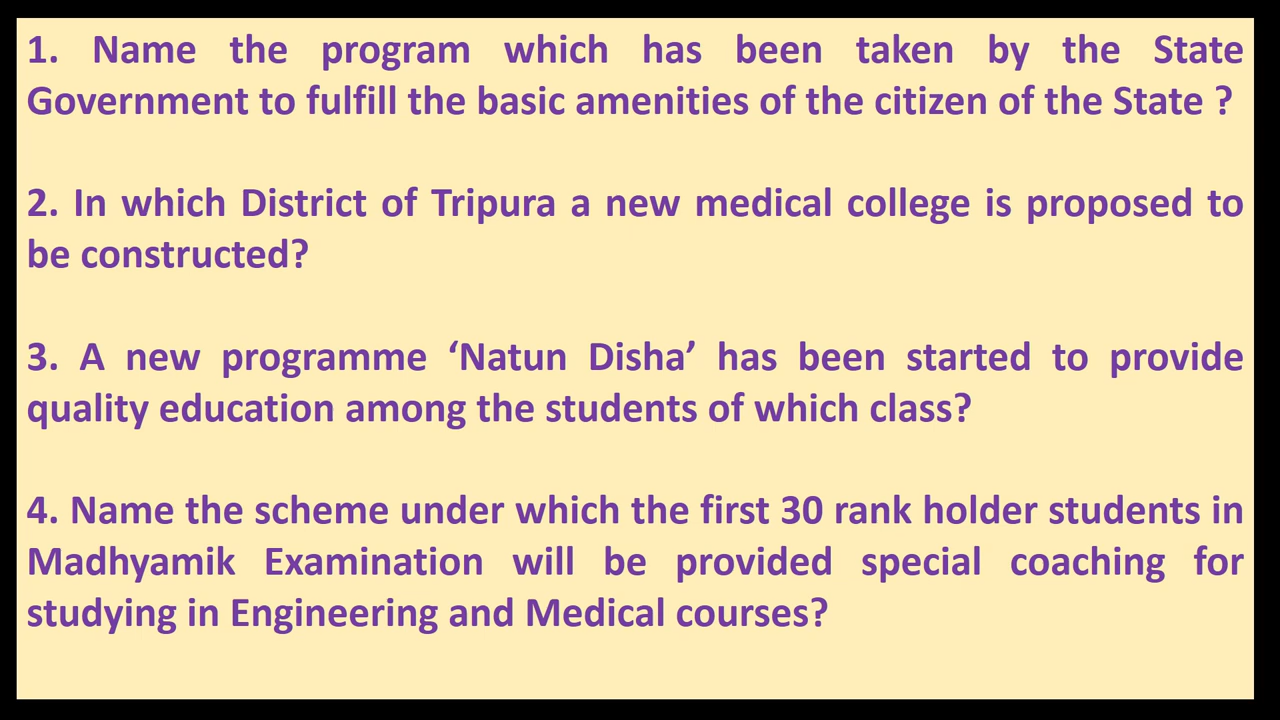 1. Name the program which has been taken by the State
Government to fulfill the basic amenities of the citizen of the State ?
2. In which District of Tripura a new medical college is proposed to
be constructed?
3. A new programme ‘Natun Disha’ has been started to provide
quality education among the students of which class?
4. Name the scheme under which the first 30 rank holder students in
Madhyamik Examination will be provided special coaching for
studying in Engineering and Medical courses?